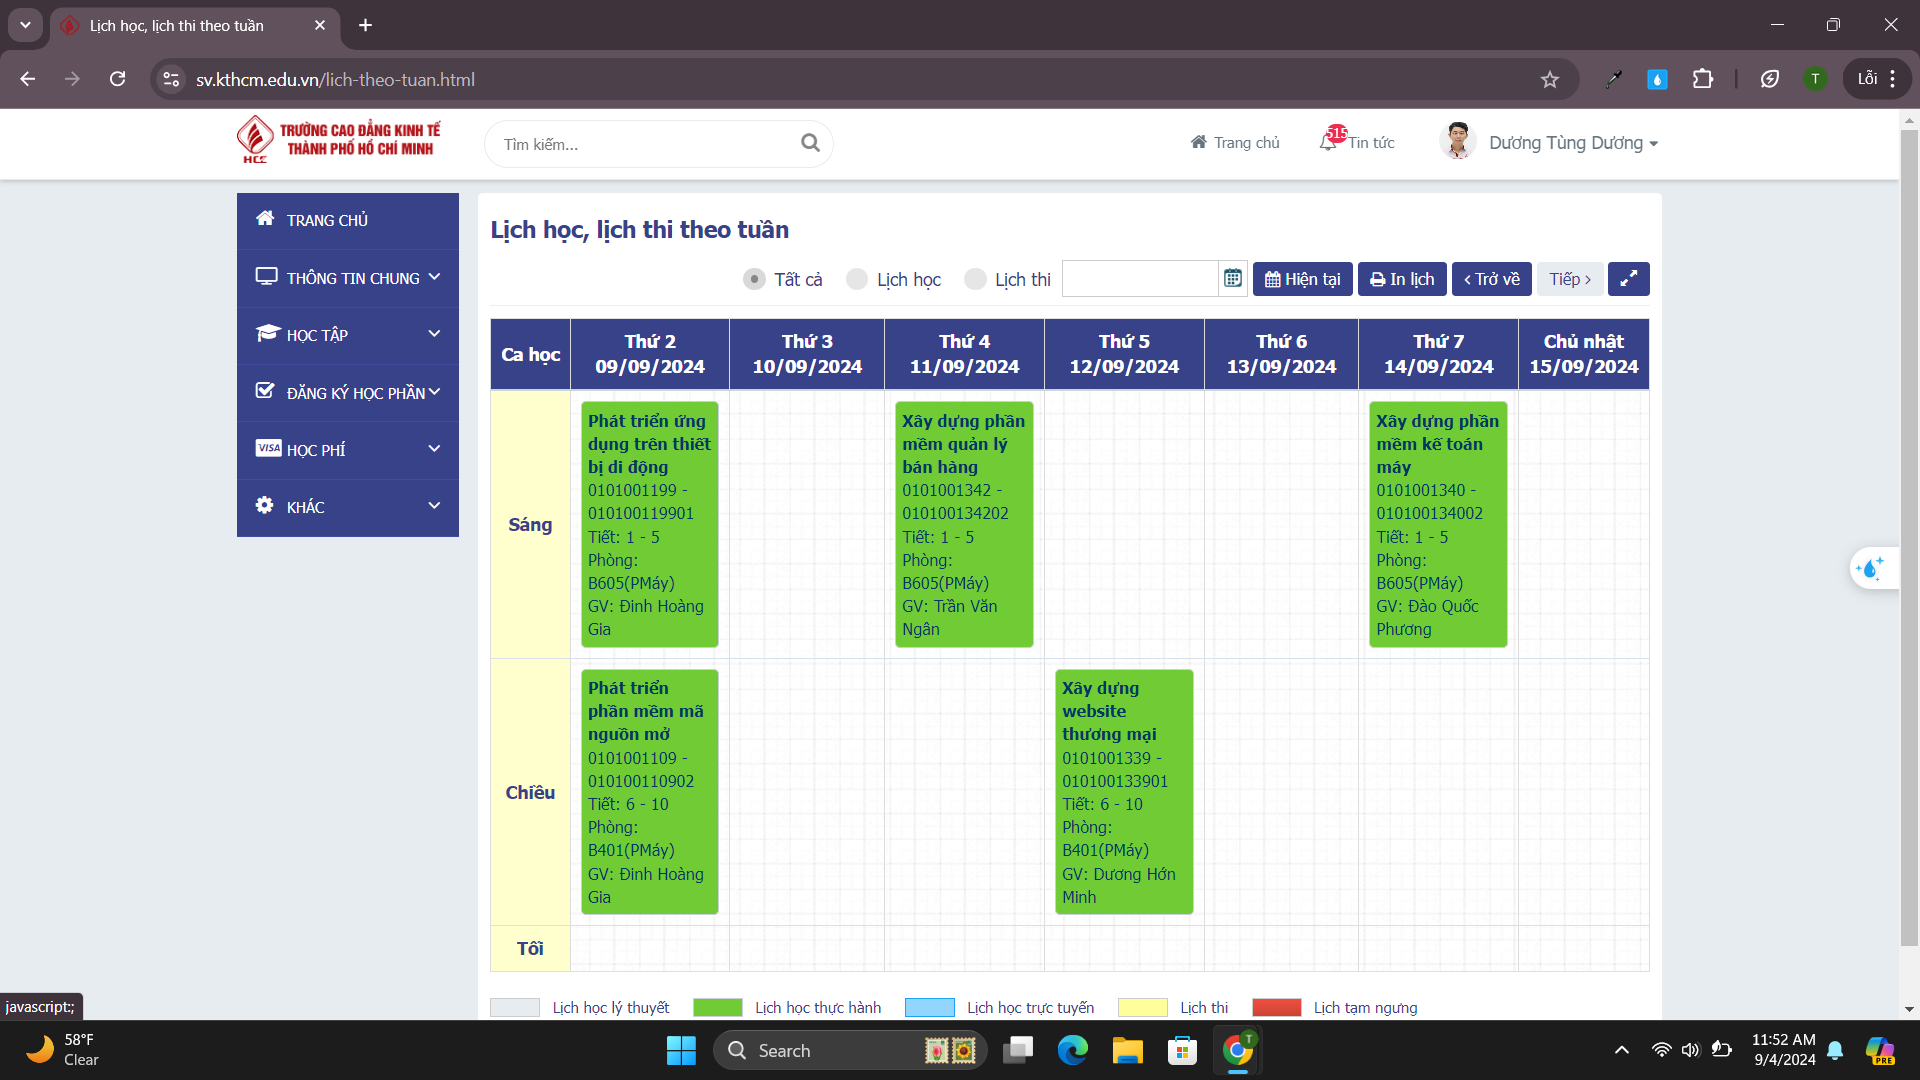 Lịch học, lịch thi theo tuần
sv.kthcm.edu.vn/lich-theo-tuan.html
T
Lỗi
TRƯỜNG CAO ĐẲNG KINH TẾ
THÀNH PHỐ HỒ CHÍ MINH
HCE
Tìm kiếm...
Trang chủ
515
Tin tức
Dương Tùng Dương
TRANG CHỦ
THÔNG TIN CHUNG
HỌC TẬP
ĐĂNG KÝ HỌC PHẦN
VISA
HỌC PHÍ
KHÁC
Lịch học, lịch thi theo tuần
Tất cả
Lịch học
Lịch thi
Hiện tại
In lịch
Trở về
Tiếp
Ca học
Thứ 2
09/09/2024
Thứ 3
10/09/2024
Thứ 4
11/09/2024
Thứ 5
12/09/2024
Thứ 6
13/09/2024
Thứ 7
14/09/2024
Chủ nhật
15/09/2024
Sáng
Phát triển ứng
dụng trên thiết
bị di động
0101001199 -
010100119901
Tiết: 1 - 5
Phòng:
B605(PMáy)
GV: Đinh Hoàng
Gia
Xây dựng phần
mềm quản lý
bán hàng
0101001342 -
010100134202
Tiết: 1 - 5
Phòng:
B605(PMáy)
GV: Trần Văn
Ngân
Xây dựng phần
mềm kế toán
máy
0101001340 -
010100134002
Tiết: 1 - 5
Phòng:
B605(PMáy)
GV: Đào Quốc
Phương
Chiều
Phát triển
phần mềm mã
nguồn mở
0101001109 -
010100110902
Tiết: 6 - 10
Phòng:
B401(PMáy)
GV: Đinh Hoàng
Gia
Xây dựng
website
thương mại
0101001339 -
010100133901
Tiết: 6 - 10
Phòng:
B401(PMáy)
GV: Dương Hớn
Minh
Tối
Lịch học lý thuyết
Lịch học thực hành
Lịch học trực tuyến
Lịch thi
Lịch tạm ngưng
javascript:;
58°F
Clear
Search
T
11:52 AM
9/4/2024
PRE